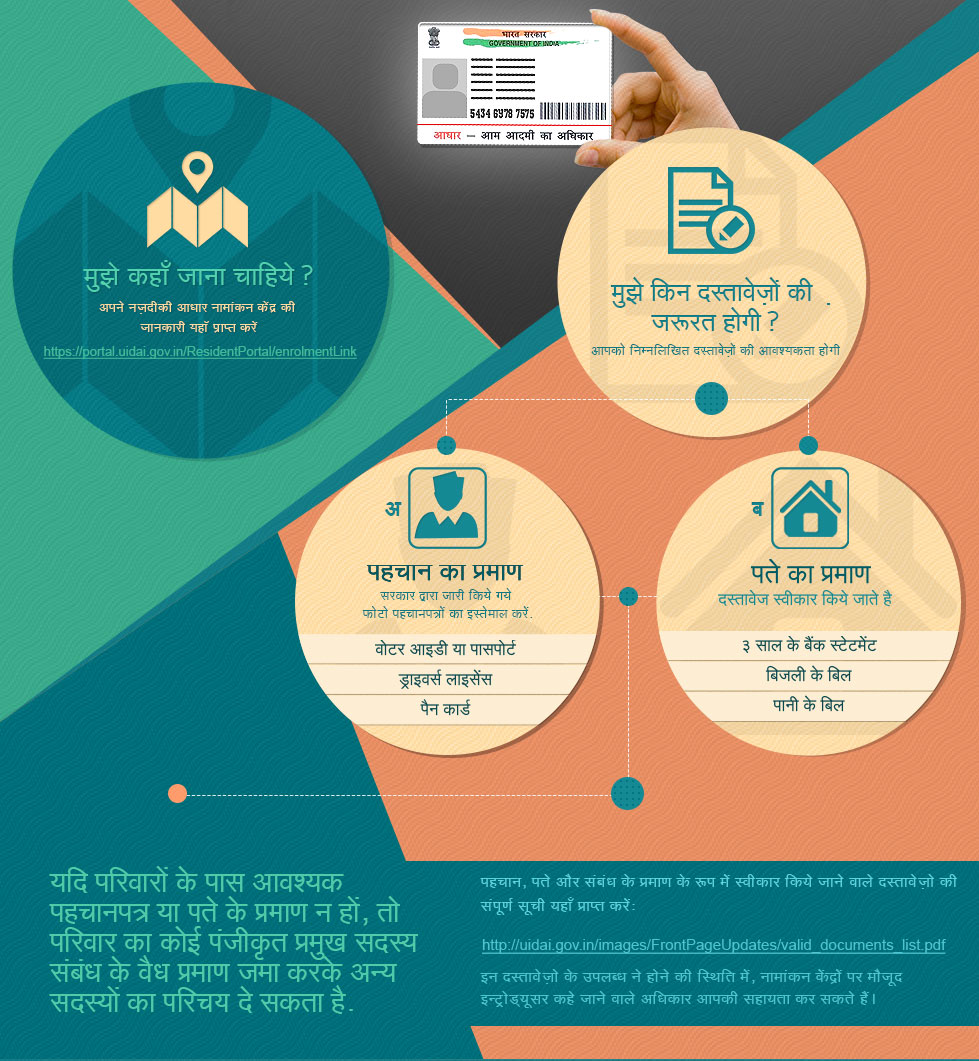 भारत सरकार
GOVERNMENT OF INDIA
5434 6978 7575
आधार – आम आदमी का अधिकार
मुझे कहाँ जाना चाहिये ?
अपने नज़दीकी आधार नामांकन केंद्र की
जानकारी यहाँ प्राप्त करें
https://portal.uidai.gov.in/ResidentPortal/enrolmentLink
मुझे किन दस्तावेज़ों की
जरूरत होगी ?
आपको निम्नलिखित दस्तावेज़ों की आवश्यकता होगी
अ
पहचान का प्रमाण
सरकार द्वारा जारी किये गये
फोटो पहचानपत्रों का इस्तेमाल करें.
वोटर आइडी या पासपोर्ट
ड्राइवर्स लाइसेंस
पैन कार्ड
ब
पते का प्रमाण
दस्तावेज स्वीकार किये जाते है
३ साल के बैंक स्टेटमेंट
बिजली के बिल
पानी के बिल
यदि परिवारों के पास आवश्यक
पहचानपत्र या पते के प्रमाण न हों, तो
परिवार का कोई पंजीकृत प्रमुख सदस्य
संबंध के वैध प्रमाण जमा करके अन्य
सदस्यों का परिचय दे सकता है.
पहचान, पते और संबंध के प्रमाण के रूप में स्वीकार किये जाने वाले दस्तावेज़ो की
संपूर्ण सूची यहाँ प्राप्त करें:
http://uidai.gov.in/images/FrontPageUpdates/valid_documents_list.pdf
इन दस्तावेज़ो के उपलब्ध ने होने की स्थिति में, नामांकन केंद्रों पर मौजूद
इन्ट्रोड्यूसर कहे जाने वाले अधिकार आपकी सहायता कर सकते हैं।